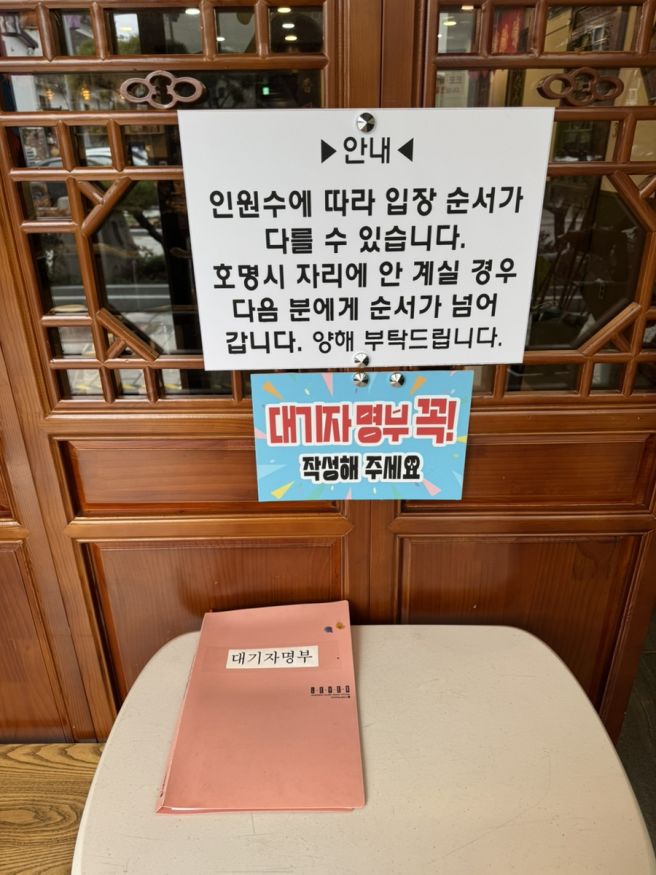 ▶안내◀
인원수에 따라 입장 순서가
다를 수 있습니다.
호명시 자리에 안 계실 경우
다음 분에게 순서가 넘어
갑니다. 양해 부탁드립니다.
대기자 명부 꼭!
작성해 주세요
대기자명부